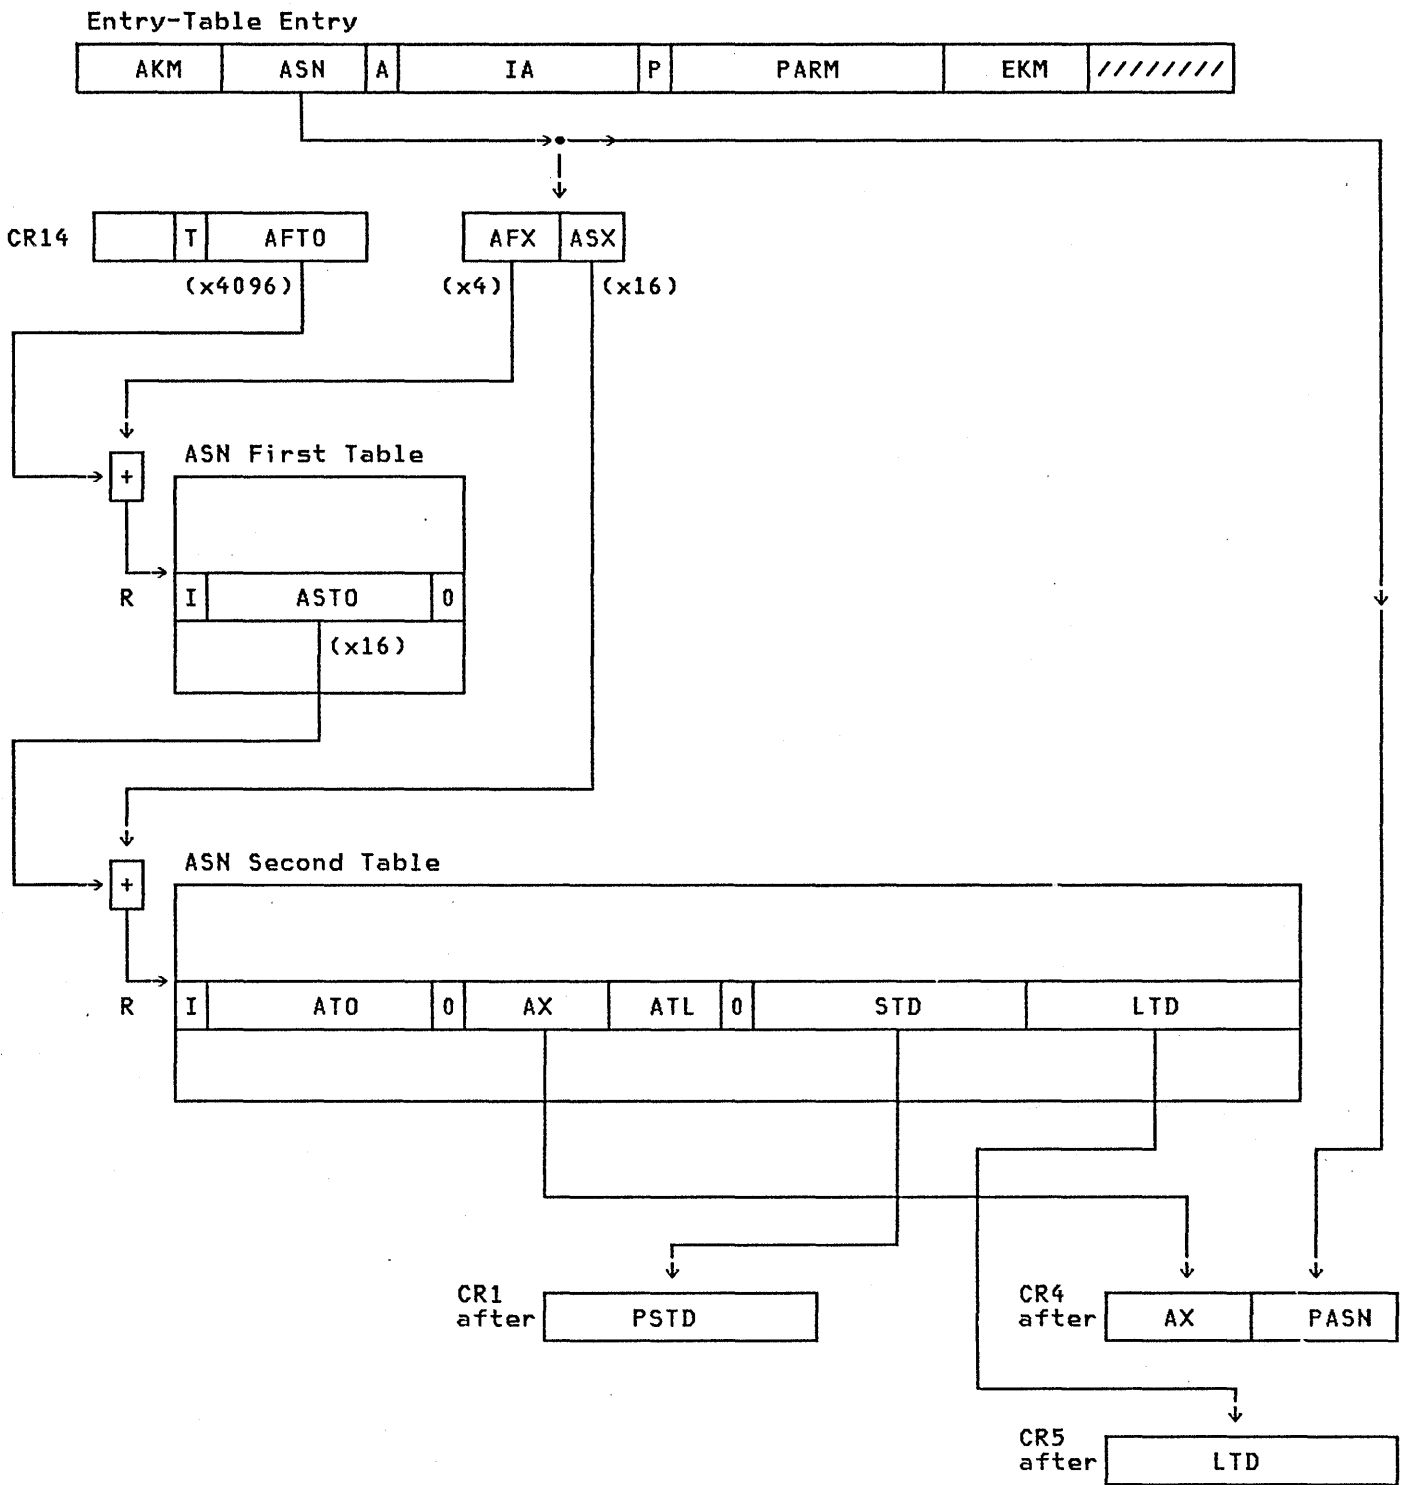 Entry-Table Entry
AKM ASN A IA P PARM EKM ////////
CR14 T AFTO AFX ASX
(x4096) (x4) (x16)
ASN First Table
+
R I ASTO 0
(x16)
ASN Second Table
+
R I ATO 0 AX ATL 0 STD LTD
CR1 after PSTD
CR4 after AX PASN
CR5 after LTD